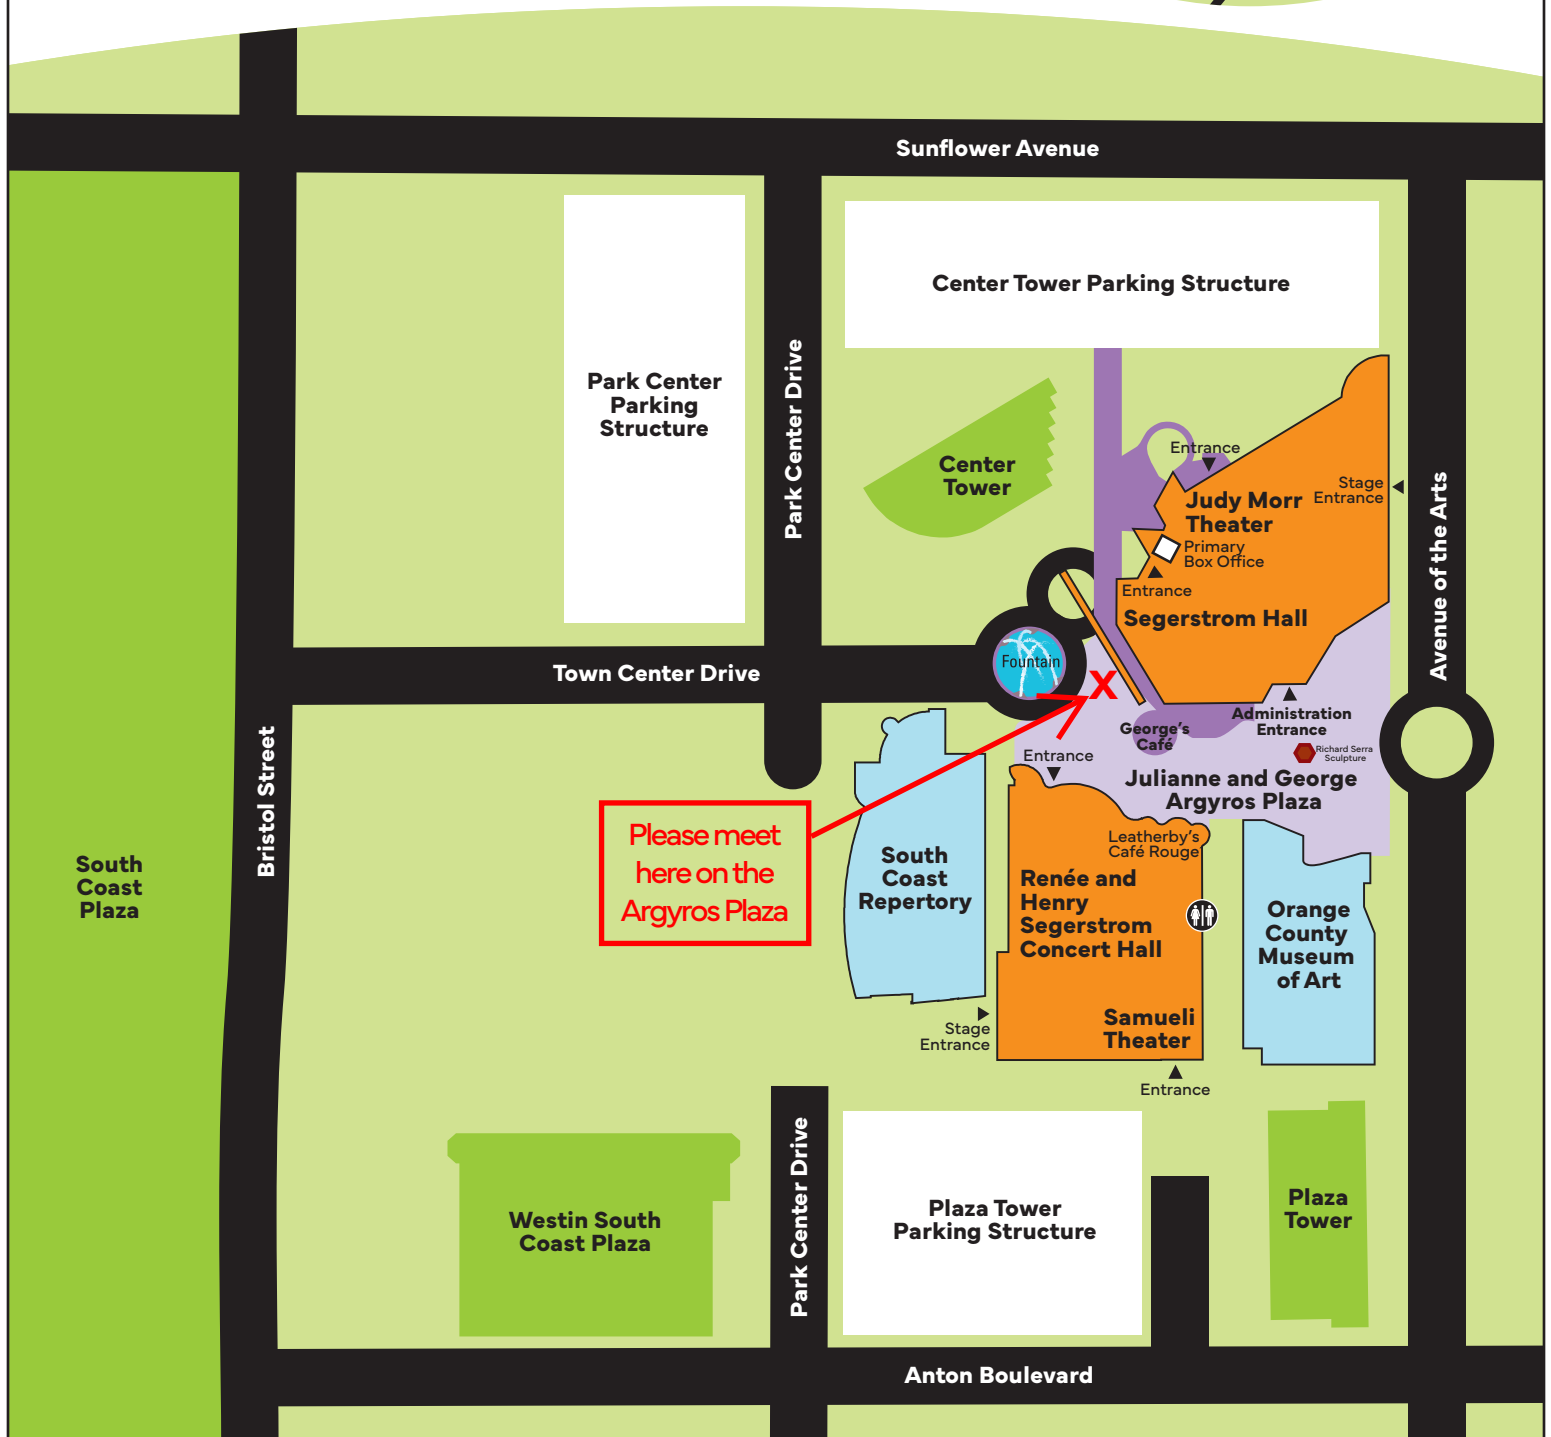 Sunflower Avenue
Center Tower Parking Structure
Park Center
Parking
Structure
Park Center Drive
Center
Tower
Entrance
Stage
Entrance
Judy Morr
Theater
Primary
Box Office
Entrance
Segerstrom Hall
Avenue of the Arts
Fountain
Town Center Drive
X
George's
Café
Administration
Entrance
Richard Serra
Sculpture
Entrance
Julianne and George
Argyros Plaza
Bristol Street
Please meet
here on the
Argyros Plaza
South
Coast
Plaza
South
Coast
Repertory
Leatherby's
Café Rouge
Renée and
Henry
Segerstrom
Concert Hall
Orange
County
Museum
of Art
Samueli
Theater
Stage
Entrance
Entrance
Park Center Drive
Westin South
Coast Plaza
Plaza Tower
Parking Structure
Plaza
Tower
Anton Boulevard